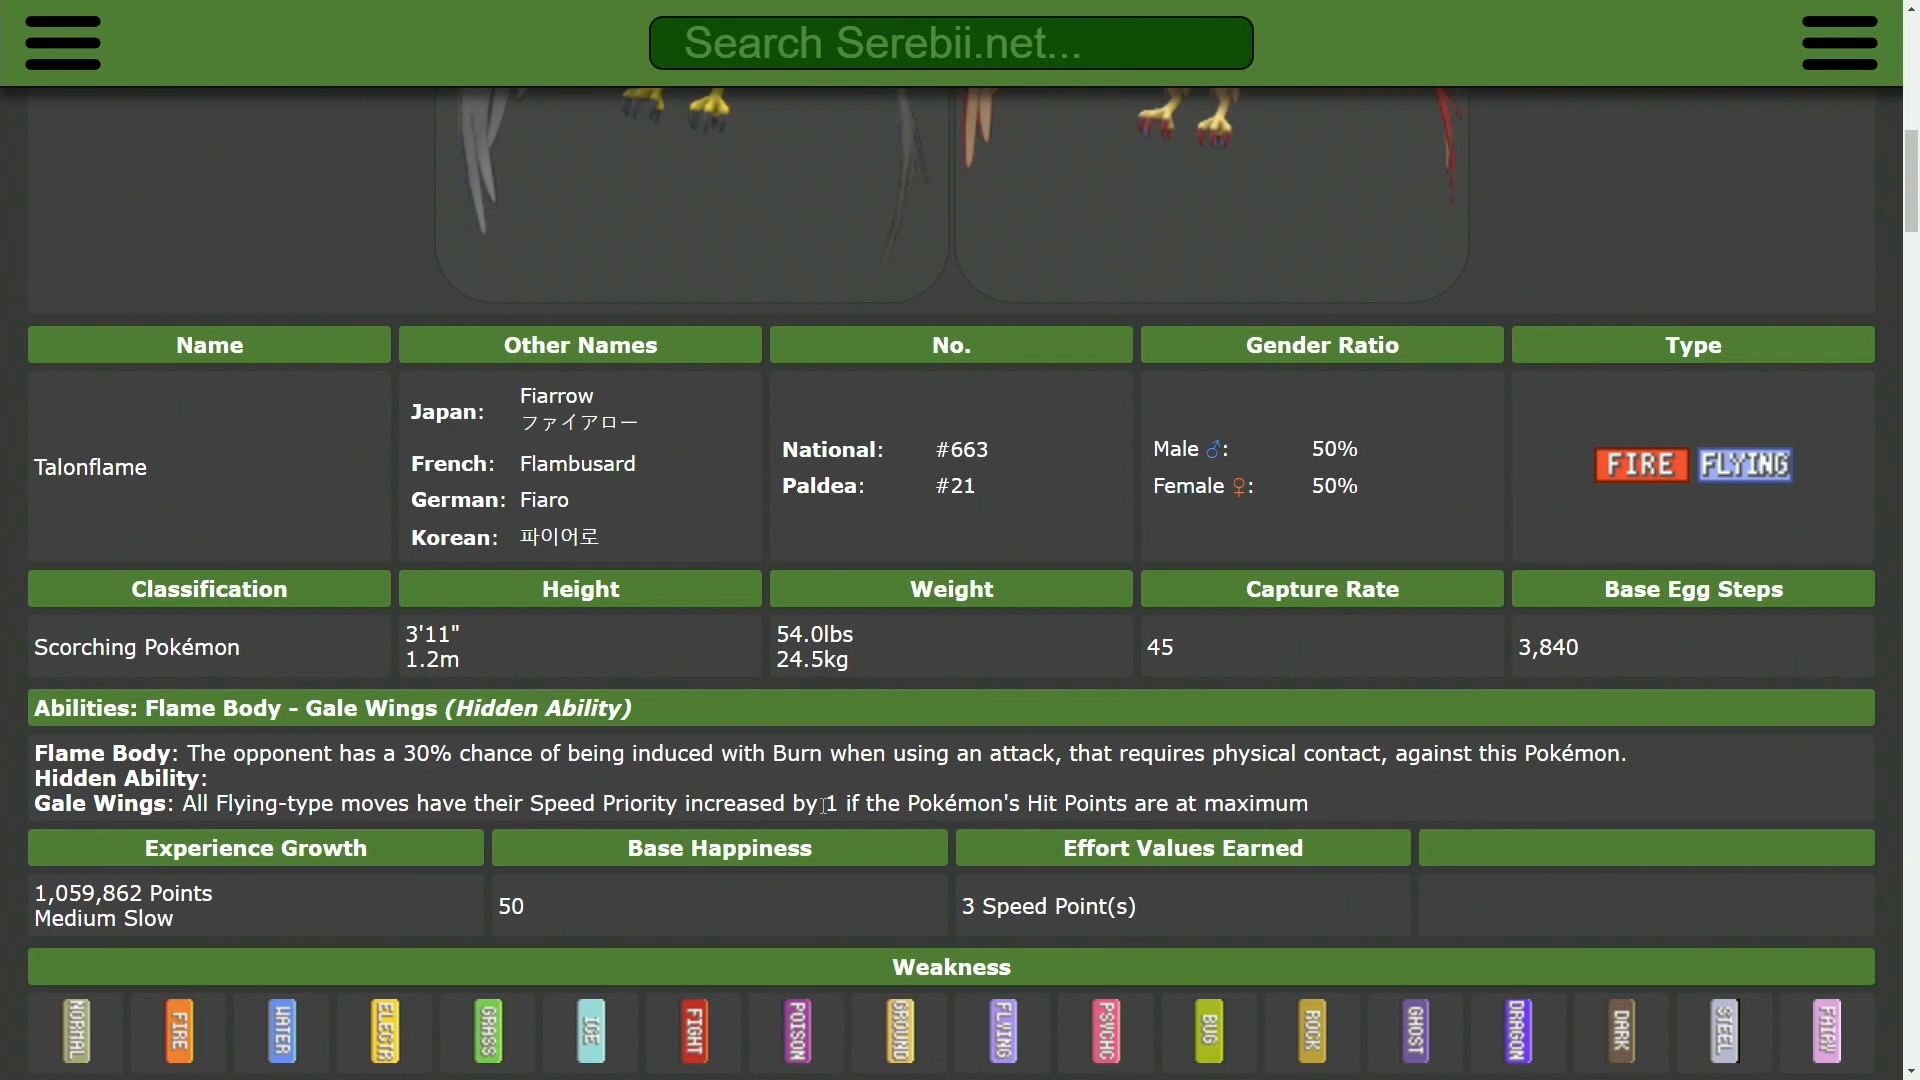 Search Serebii.net...
Name
Other Names
No.
Gender Ratio
Type
Talonflame
Japan: Fiarrow
ファイアロー
French: Flambusard
German: Fiaro
Korean: 파이어로
National: #663
Paldea: #21
Male ♂: 50%
Female ♀: 50%
FIRE FLYING
Classification
Height
Weight
Capture Rate
Base Egg Steps
Scorching Pokémon
3'11"
1.2m
54.0lbs
24.5kg
45
3,840
Abilities: Flame Body - Gale Wings (Hidden Ability)
Flame Body: The opponent has a 30% chance of being induced with Burn when using an attack, that requires physical contact, against this Pokémon.
Hidden Ability:
Gale Wings: All Flying-type moves have their Speed Priority increased by 1 if the Pokémon's Hit Points are at maximum
Experience Growth
Base Happiness
Effort Values Earned
1,059,862 Points
Medium Slow
50
3 Speed Point(s)
Weakness
NORMAL
FIRE
WATER
ELECTR
GRASS
ICE
FIGHT
POISON
GROUND
FLYING
PSYCHC
BUG
ROCK
GHOST
DRAGON
DARK
STEEL
FAIRY